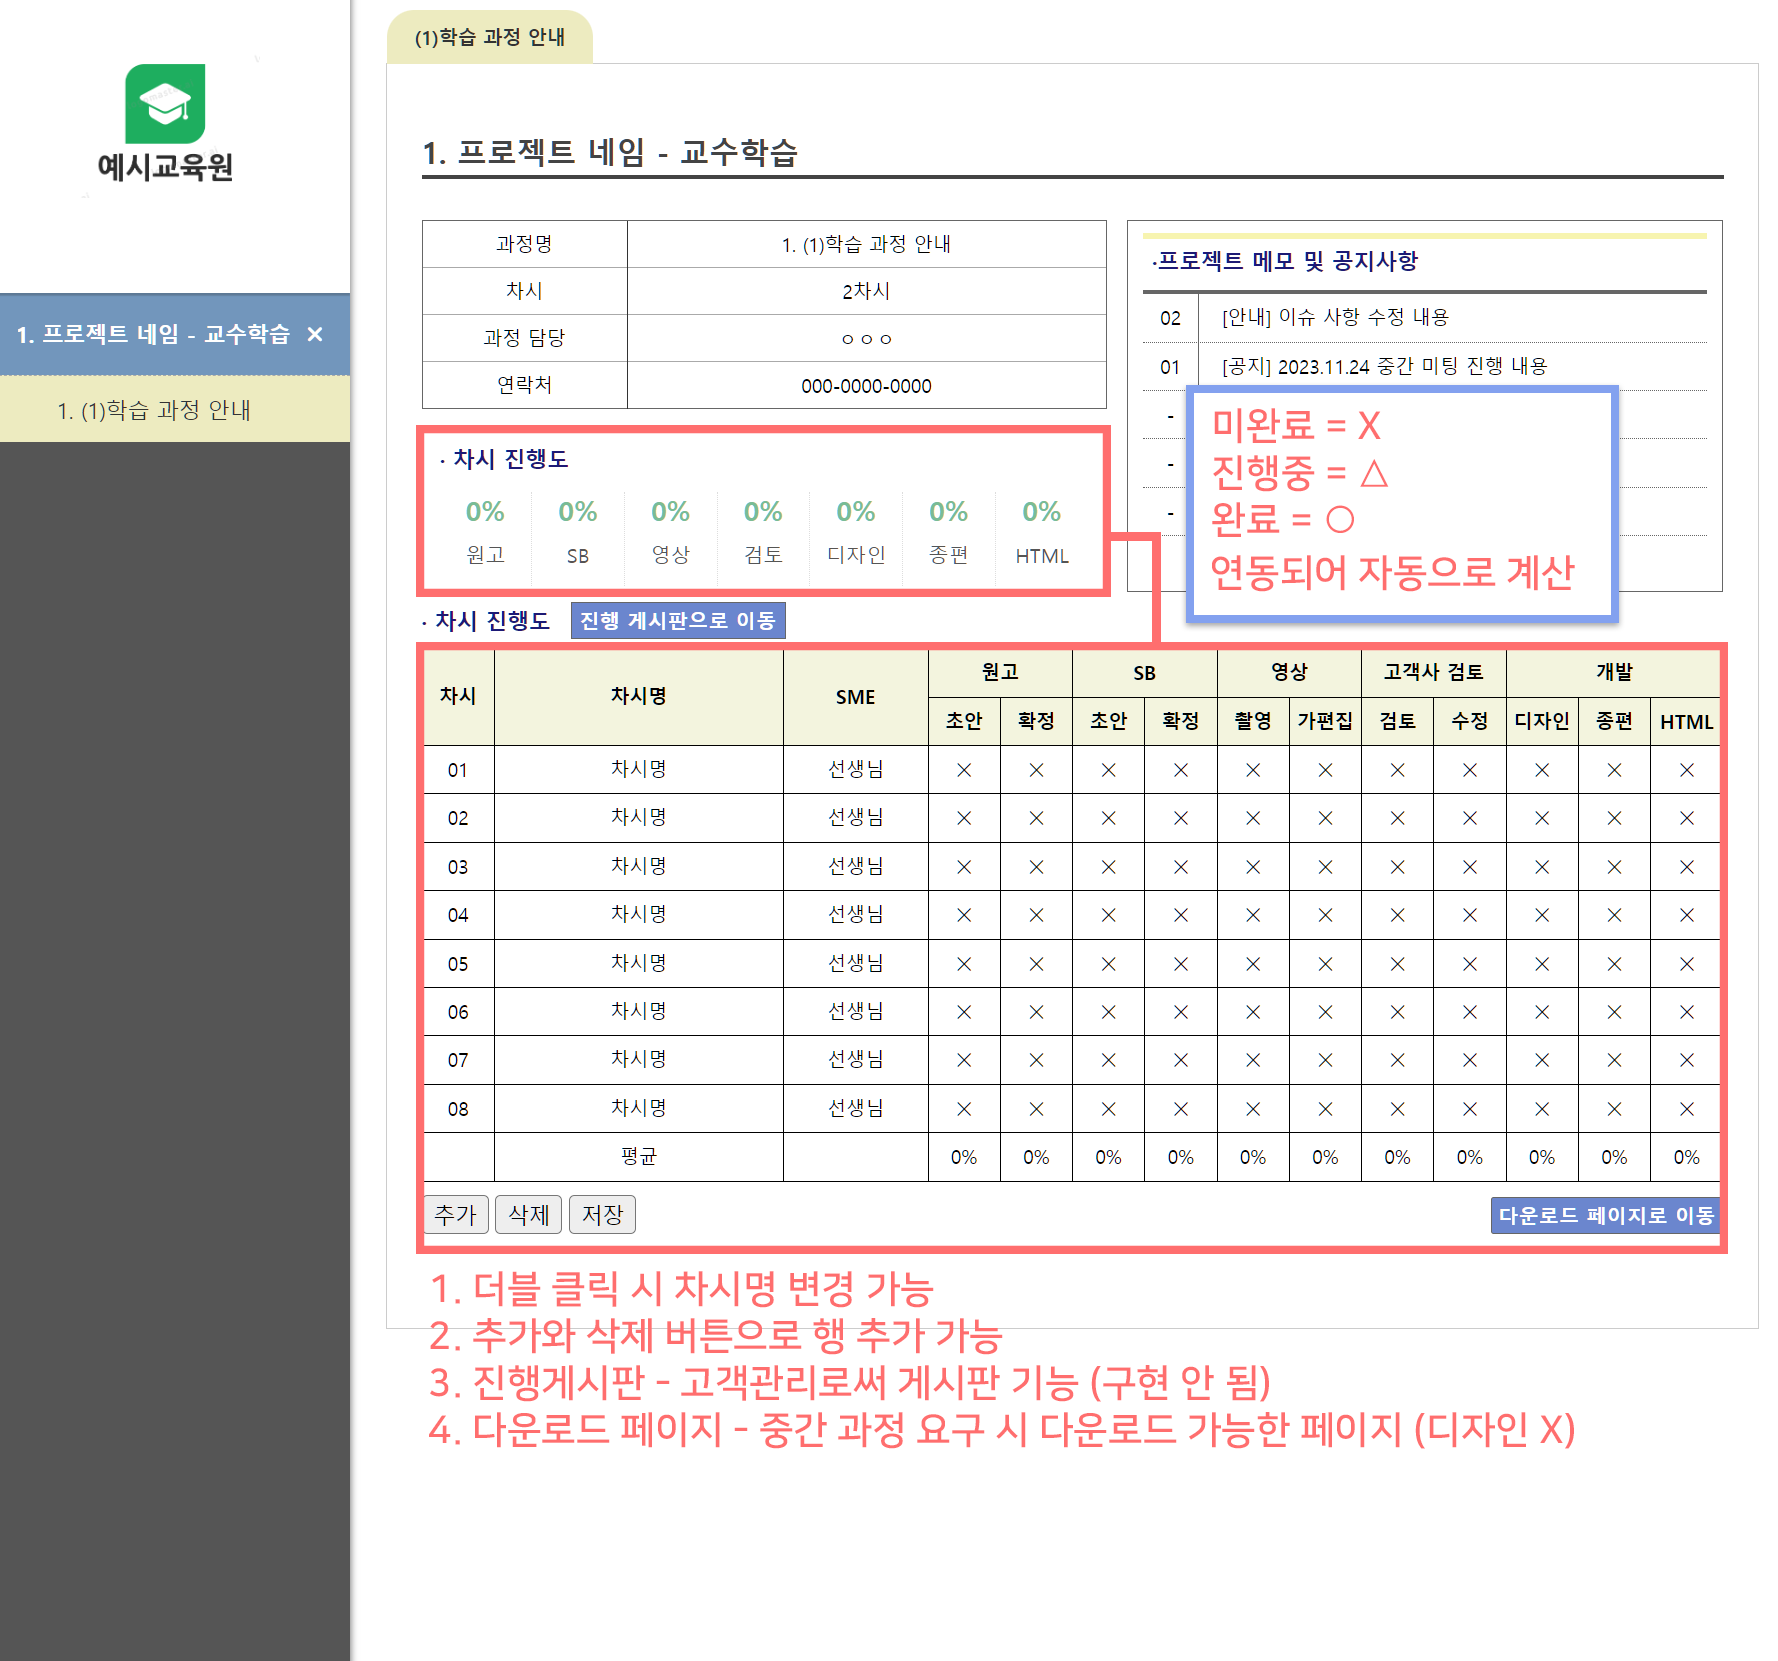 (1)학습 과정 안내
예시교육원
1. 프로젝트 네임 - 교수학습 ×
1. (1)학습 과정 안내
1. 프로젝트 네임 - 교수학습
과정명 1. (1)학습 과정 안내
차시 2차시
과정 담당 ㅇㅇㅇ
연락처 000-0000-0000
·프로젝트 메모 및 공지사항
02 [안내] 이슈 사항 수정 내용
01 [공지] 2023.11.24 중간 미팅 진행 내용
-
-
-
미완료 = X
진행중 = △
완료 = ○
연동되어 자동으로 계산
· 차시 진행도
0% 0% 0% 0% 0% 0% 0%
원고 SB 영상 검토 디자인 종편 HTML
· 차시 진행도 진행 게시판으로 이동
차시 차시명 SME 원고 SB 영상 고객사 검토 개발
초안 확정 초안 확정 촬영 가편집 검토 수정 디자인 종편 HTML
01 차시명 선생님 × × × × × × × × × × ×
02 차시명 선생님 × × × × × × × × × × ×
03 차시명 선생님 × × × × × × × × × × ×
04 차시명 선생님 × × × × × × × × × × ×
05 차시명 선생님 × × × × × × × × × × ×
06 차시명 선생님 × × × × × × × × × × ×
07 차시명 선생님 × × × × × × × × × × ×
08 차시명 선생님 × × × × × × × × × × ×
평균 0% 0% 0% 0% 0% 0% 0% 0% 0% 0% 0%
추가 삭제 저장 다운로드 페이지로 이동
1. 더블 클릭 시 차시명 변경 가능
2. 추가와 삭제 버튼으로 행 추가 가능
3. 진행게시판 - 고객관리로써 게시판 기능 (구현 안 됨)
4. 다운로드 페이지 - 중간 과정 요구 시 다운로드 가능한 페이지 (디자인 X)